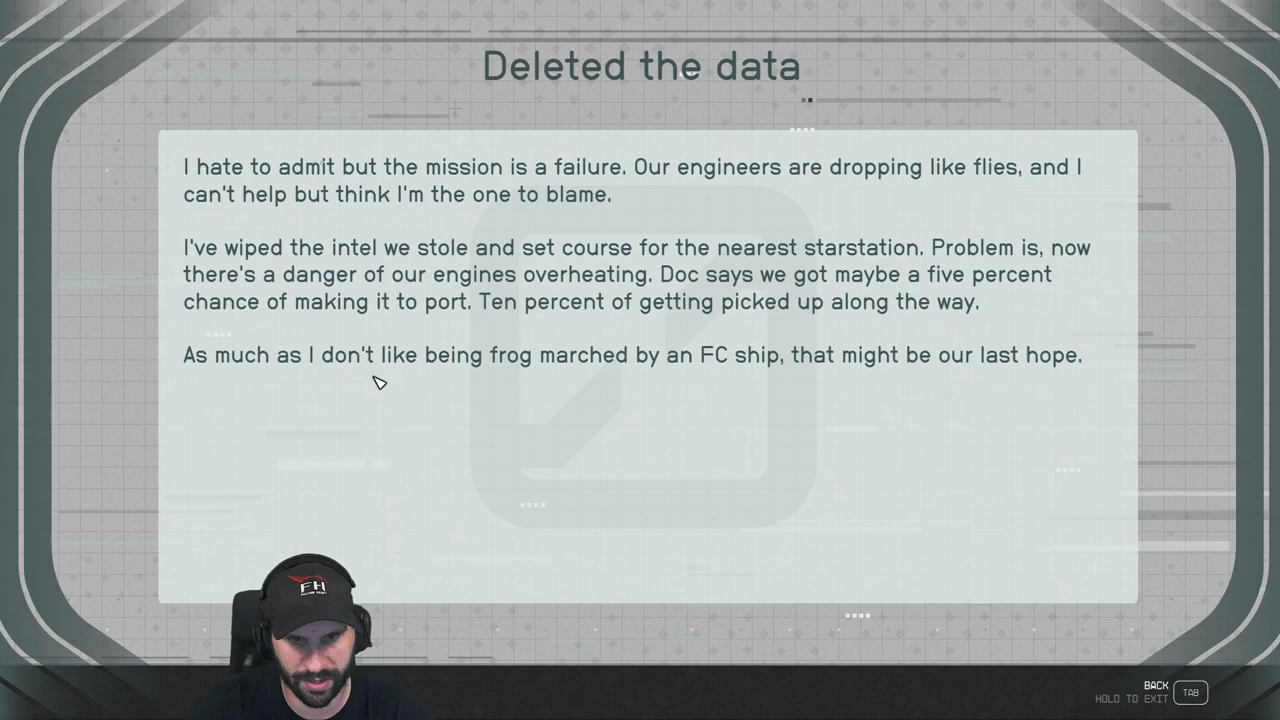 Deleted the data
I hate to admit but the mission is a failure. Our engineers are dropping like flies, and I
can't help but think I'm the one to blame.
I've wiped the intel we stole and set course for the nearest starstation. Problem is, now
there's a danger of our engines overheating. Doc says we got maybe a five percent
chance of making it to port. Ten percent of getting picked up along the way.
As much as I don't like being frog marched by an FC ship, that might be our last hope.
FH
BACK
HOLD TO EXIT
TAB